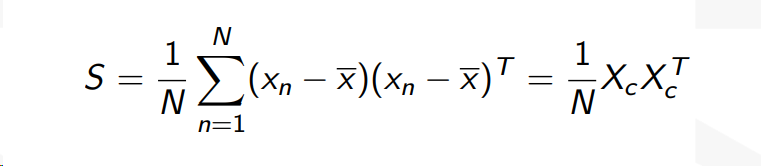 S = \frac{1}{N} \sum_{n=1}^{N} (x_n - \overline{x})(x_n - \overline{x})^T = \frac{1}{N} X_c X_c^T